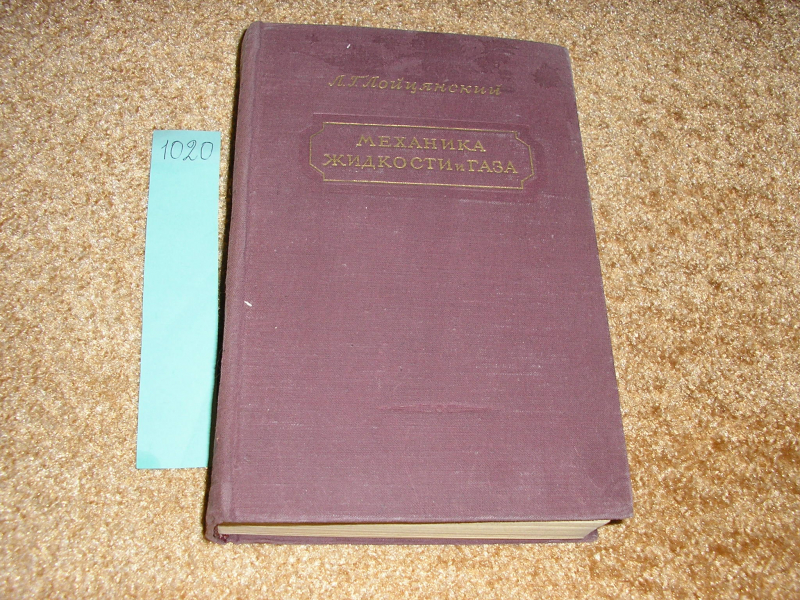 1020
Л. Г. Лойцянский
МЕХАНИКА
ЖИДКОСТИ и ГАЗА